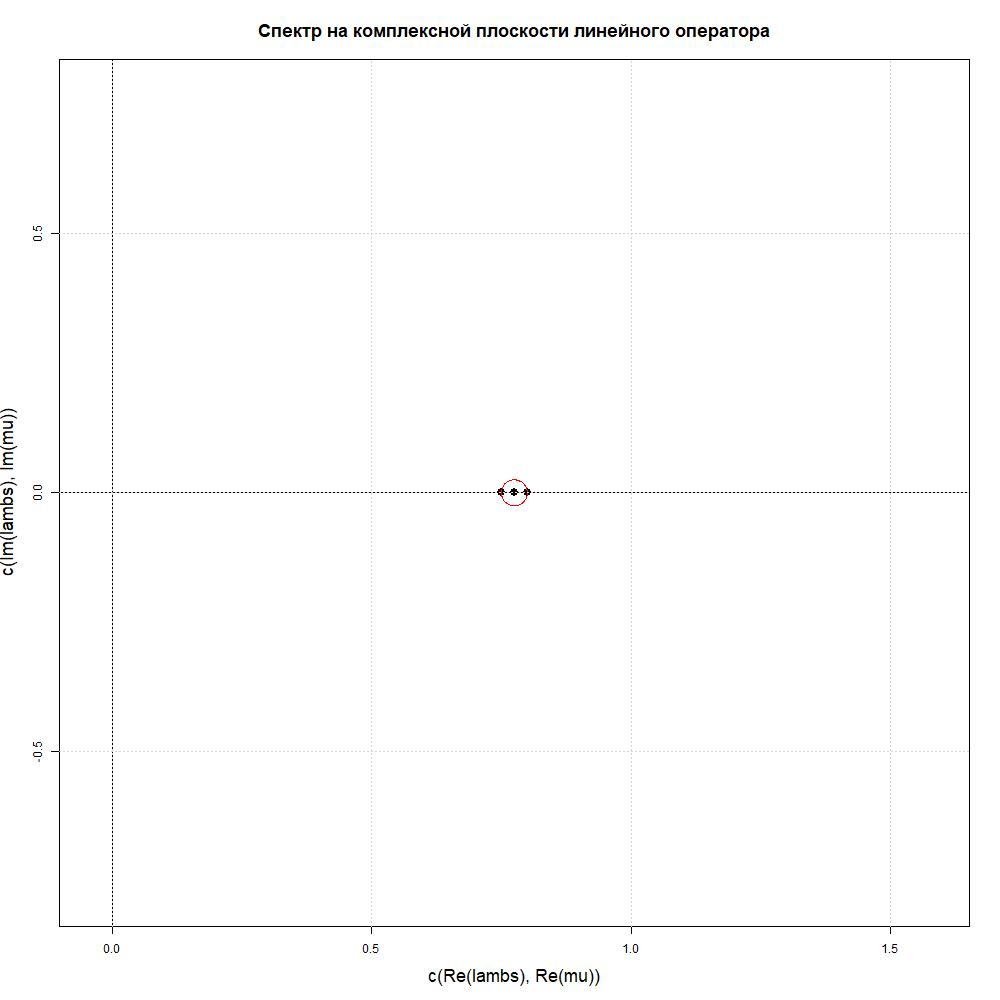 Спектр на комплексной плоскости линейного оператора
0.5
0.0
-0.5
c(Im(lambs), Im(mu))
0.0
0.5
1.0
1.5
c(Re(lambs), Re(mu))